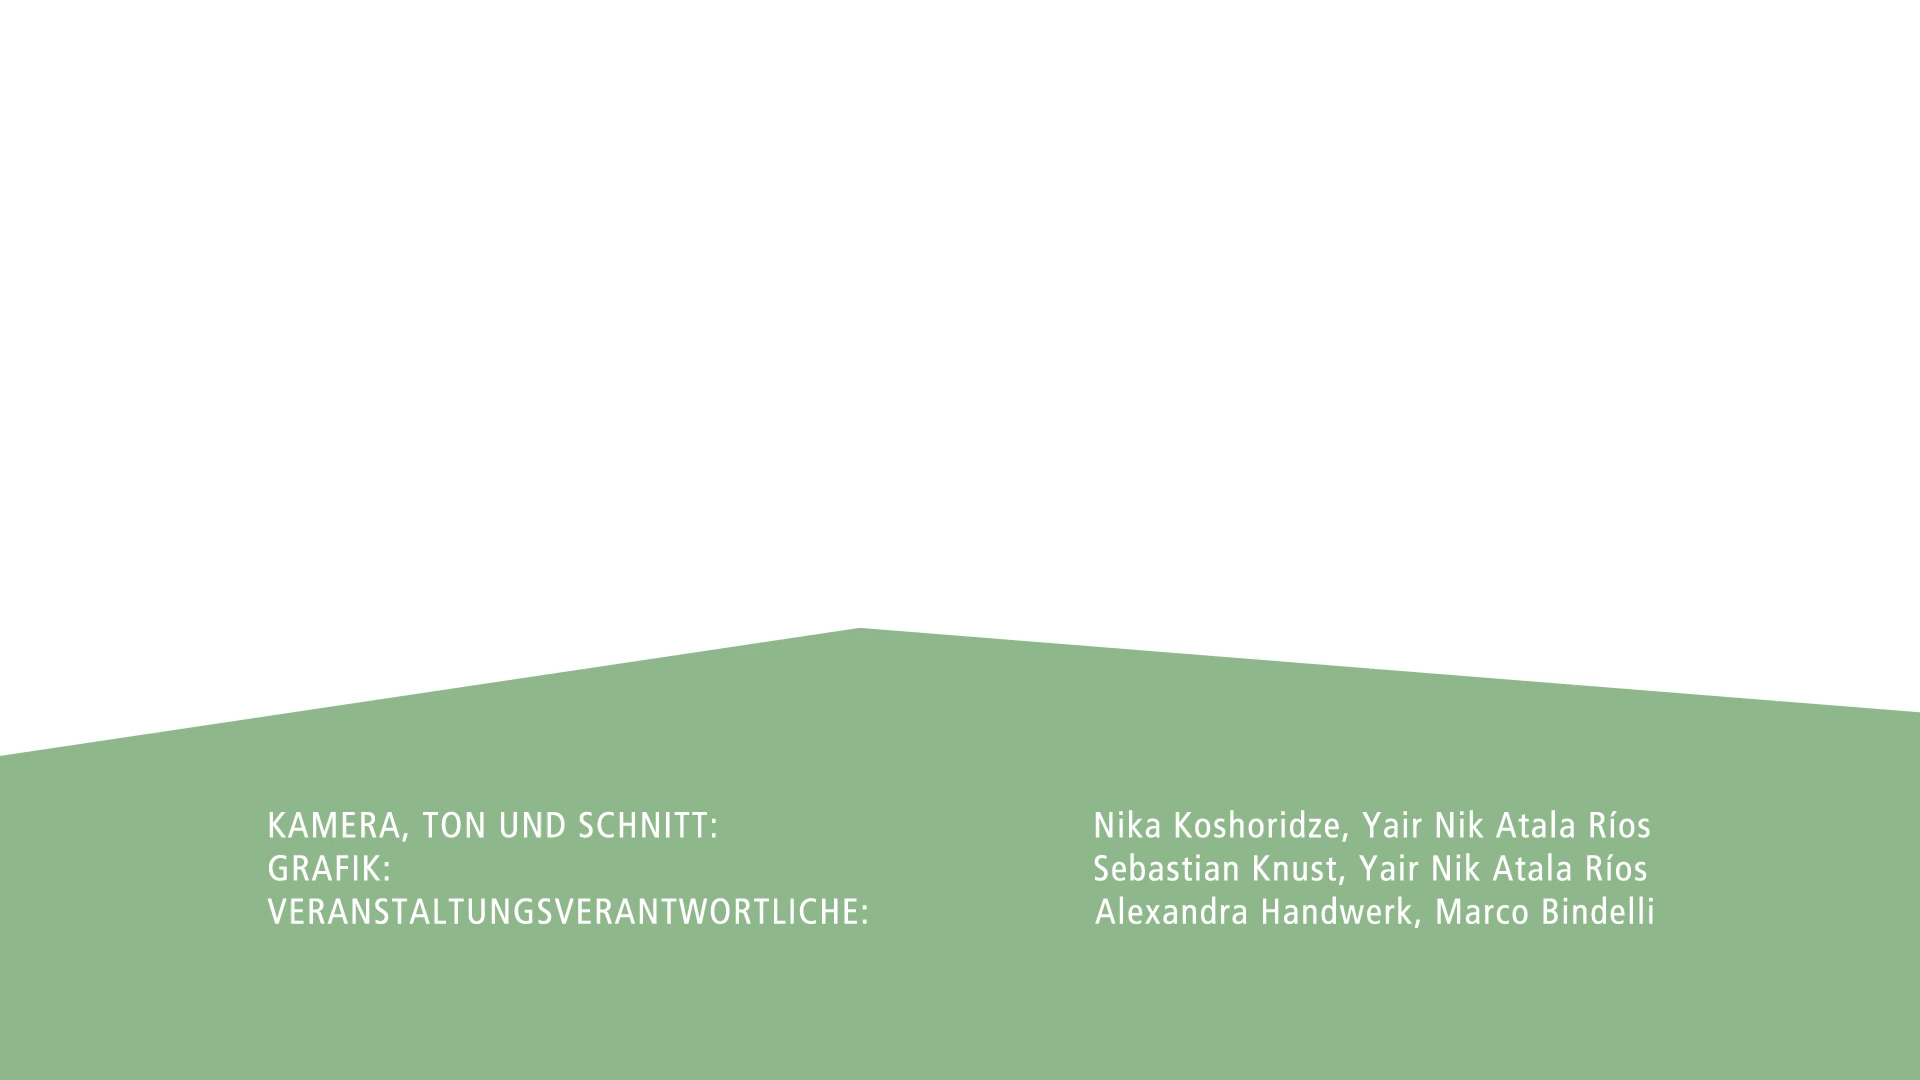 KAMERA, TON UND SCHNITT: Nika Koshoridze, Yair Nik Atala Ríos
GRAFIK: Sebastian Knust, Yair Nik Atala Ríos
VERANSTALTUNGSVERANTWORTLICHE: Alexandra Handwerk, Marco Bindelli